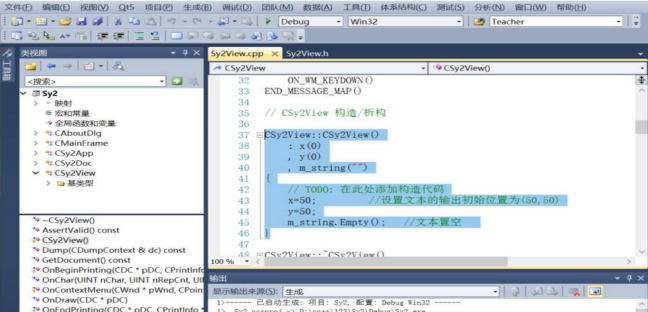 文件(F) 编辑(E) 视图(V) Qt5 项目(P) 生成(B) 调试(D) 团队(M) 数据(A) 工具(T) 体系结构(C) 测试(S) 分析(N) 窗口(W) 帮助(H)
Debug Win32 Teacher
工具箱
类视图
<搜索>
Sy2
映射
宏和常量
全局函数和变量
CAboutDlg
CMainFrame
CSy2App
CSy2Doc
CSy2View
基类型
~CSy2View()
AssertValid() const
CSy2View()
Dump(CDumpContext & dc) const
GetDocument() const
OnBeginPrinting(CDC * pDC, CPrintInfo
OnChar(UINT nChar, UINT nRepCnt, UIN
OnContextMenu(CWnd * pWnd, CPoin
OnDraw(CDC * pDC)
OnEndPrinting(CDC * pDC, CPrintInfo *
Sy2View.cpp Sy2View.h
CSy2View CSy2View()
32 ON_WM_KEYDOWN()
33 END_MESSAGE_MAP()
34
35 // CSy2View 构造/析构
36
37 CSy2View::CSy2View()
38 : x(0)
39 , y(0)
40 , m_string("")
41 {
42 // TODO: 在此处添加构造代码
43 x=50; //设置文本的输出初始位置为(50,50)
44 y=50;
45 m_string.Empty(); //文本置空
46 }
47
48 CSy2View::~CSy2View()
100 %
输出
显示输出来源(S): 生成
1>------ 已启动生成: 项目: Sy2, 配置: Debug Win32 ------